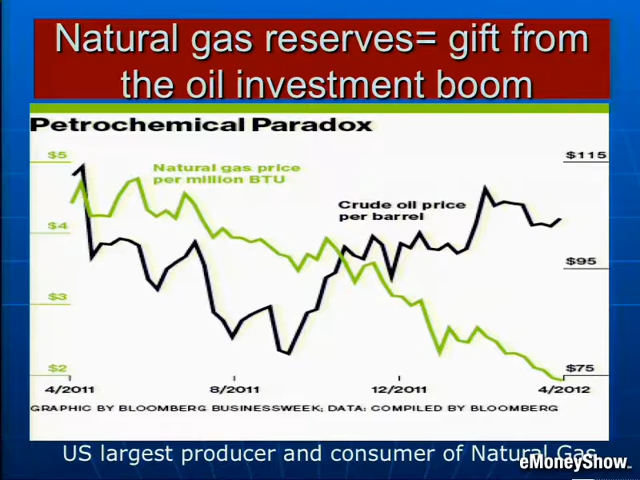 Natural gas reserves= gift from
the oil investment boom
Petrochemical Paradox
$5
$115
Natural gas price
per million BTU
Crude oil price
per barrel
$4
$95
$3
$2
$75
4/2011
8/2011
12/2011
4/2012
GRAPHIC BY BLOOMBERG BUSINESSWEEK; DATA: COMPILED BY BLOOMBERG
US largest producer and consumer of Natural Gas
eMoneyShow